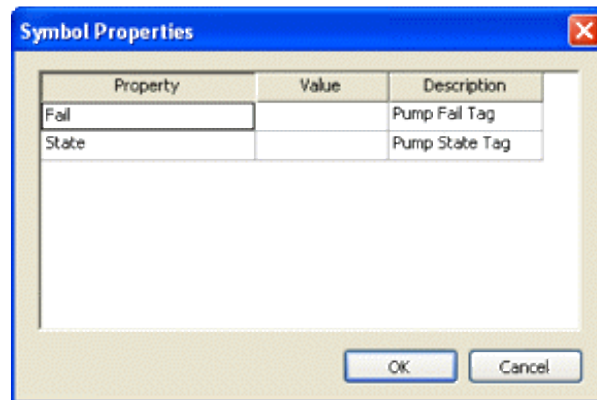 Symbol Properties
Property Value Description
Fail Pump Fail Tag
State Pump State Tag
OK Cancel